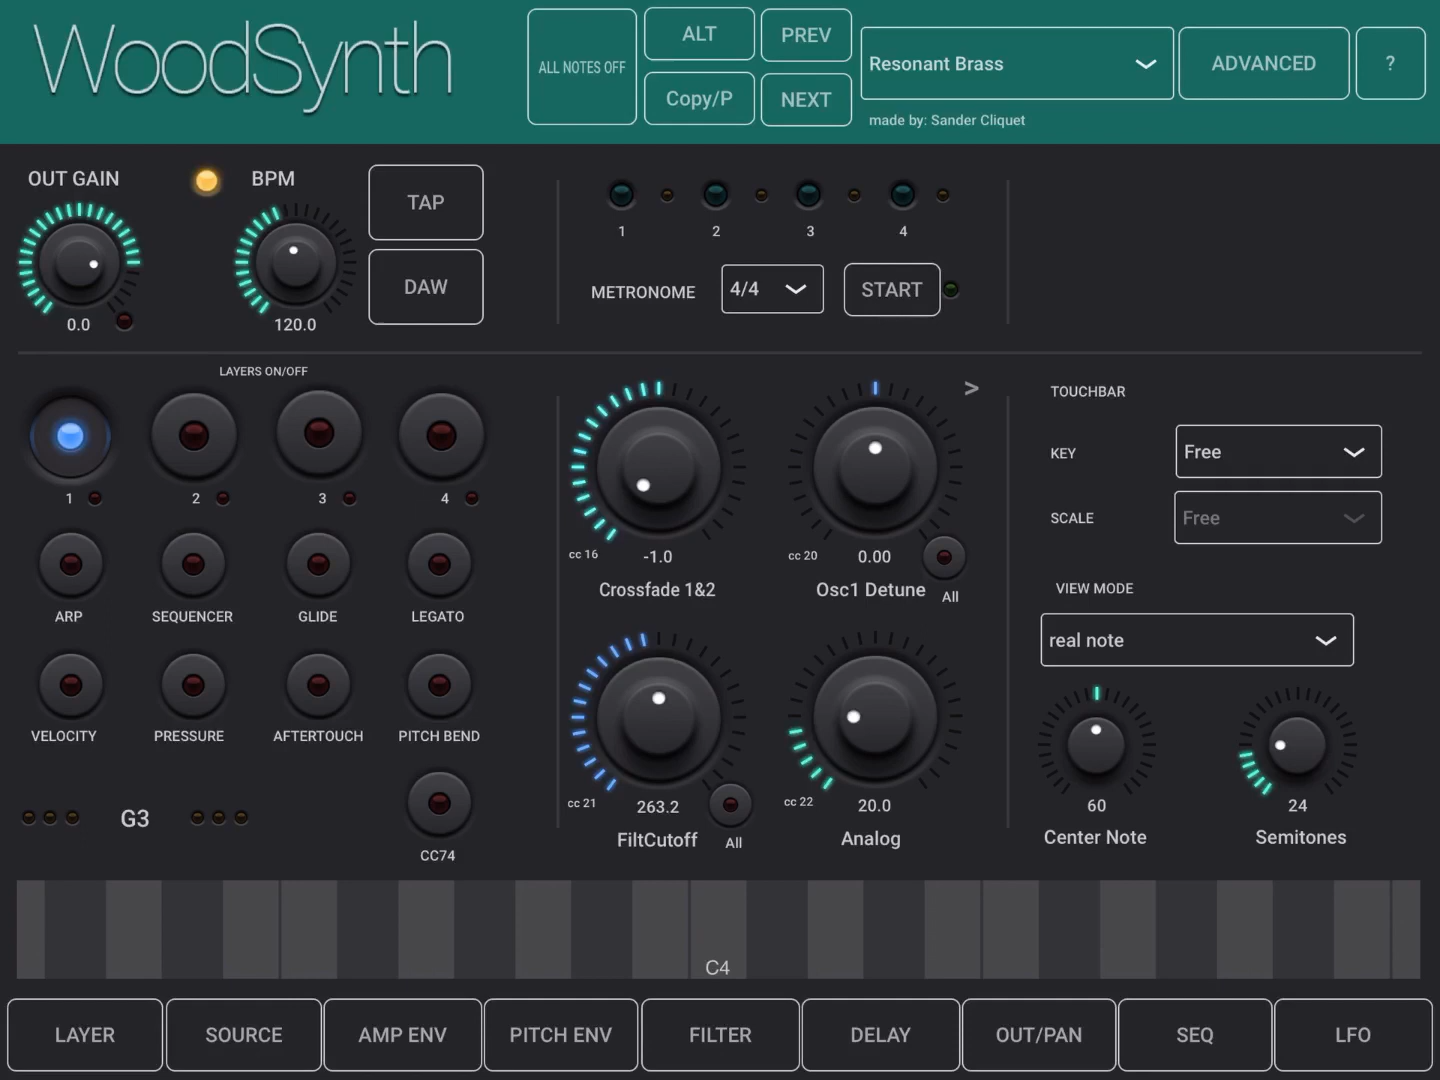 WoodSynth
ALL NOTES OFF
ALT
PREV
Copy/P
NEXT
Resonant Brass
ADVANCED
?
made by: Sander Cliquet
OUT GAIN
BPM
TAP
DAW
0.0
120.0
1 2 3 4
METRONOME
4/4
START
LAYERS ON/OFF
1 2 3 4
ARP
SEQUENCER
GLIDE
LEGATO
VELOCITY
PRESSURE
AFTERTOUCH
PITCH BEND
G3
CC74
>
cc 16
-1.0
Crossfade 1&2
cc 20
0.00
Osc1 Detune
All
cc 21
263.2
FiltCutoff
All
cc 22
20.0
Analog
TOUCHBAR
KEY
Free
SCALE
Free
VIEW MODE
real note
60
Center Note
24
Semitones
C4
LAYER
SOURCE
AMP ENV
PITCH ENV
FILTER
DELAY
OUT/PAN
SEQ
LFO